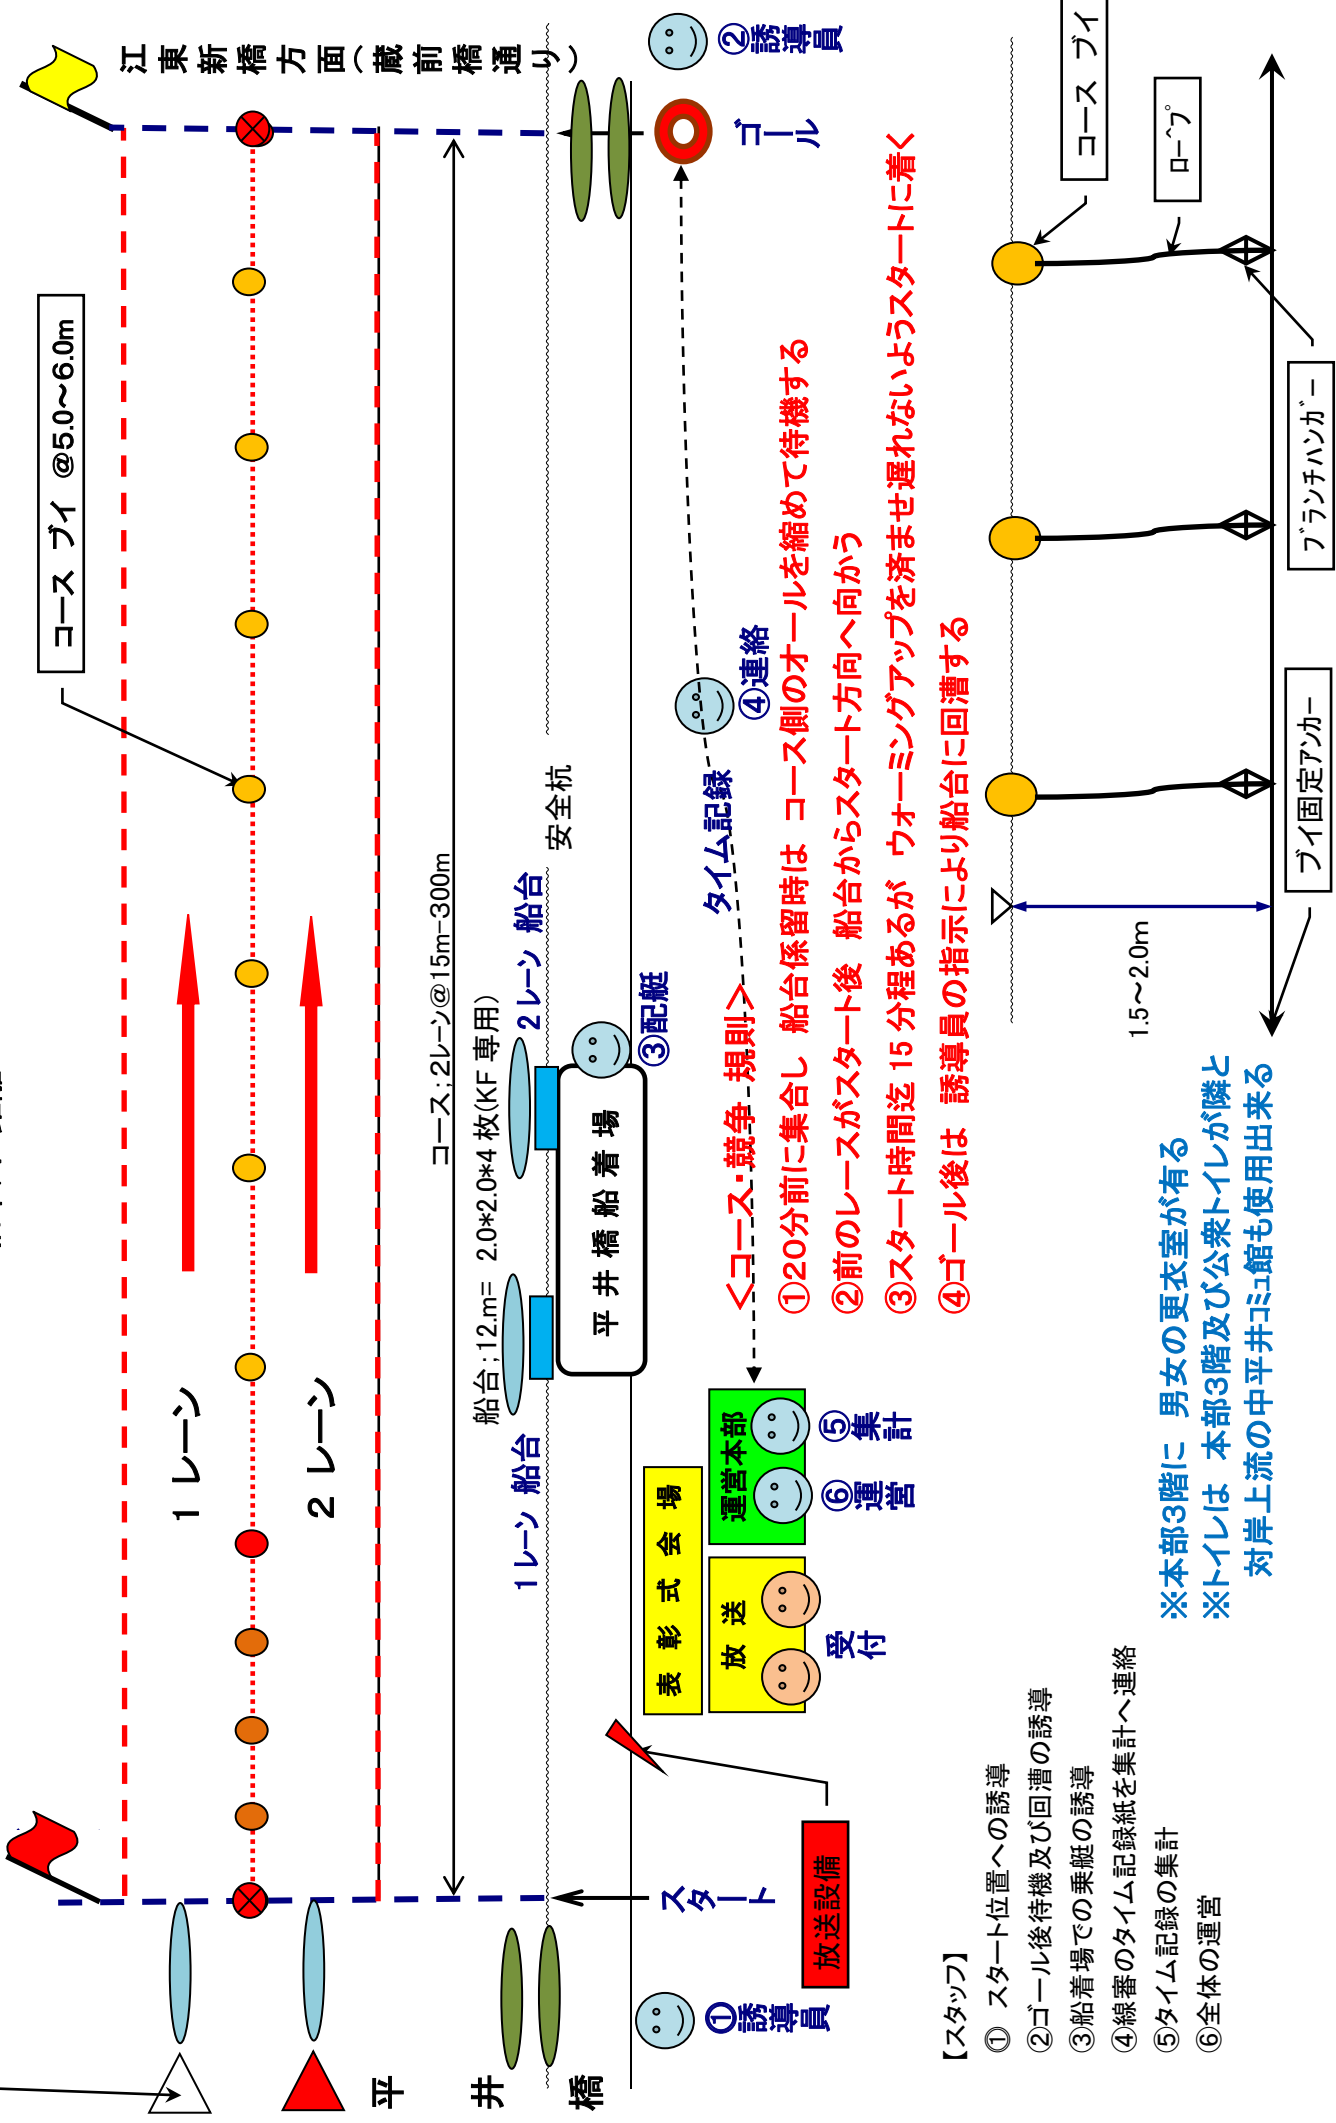 江東新橋方面(蔵前橋通り)
コース ブイ @5.0〜6.0m
1 レーン
2 レーン
コース;2レーン@15m-300m
船台;12.m= 2.0*2.0*4 枚(KF 専用)
1 レーン 船台
2 レーン 船台
安全杭
平 井 橋 船 着 場
③配艇
②誘導員
ゴール
④連絡
タイム記録
スタート
①誘導員
平 井 橋
表 彰 式 会 場
放 送
受付
運営本部
⑤集計
⑥運営
放送設備
<コース・競争 規則>
①20分前に集合し 船台係留時は コース側のオールを縮めて待機する
②前のレースがスタート後 船台からスタート方向へ向かう
③スタート時間迄 15 分程あるが ウォーミングアップを済ませ遅れないようスタートに着く
④ゴール後は 誘導員の指示により船台に回漕する
コース ブイ
ロープ
ブランチハンガー
ブイ固定アンカー
1.5〜2.0m
【スタッフ】
① スタート位置への誘導
②ゴール後待機及び回漕の誘導
③船着場での乗艇の誘導
④線審のタイム記録紙を集計へ連絡
⑤タイム記録の集計
⑥全体の運営
※本部3階に 男女の更衣室が有る
※トイレは 本部3階及び公衆トイレが隣と
対岸上流の中平井コミュ館も使用出来る